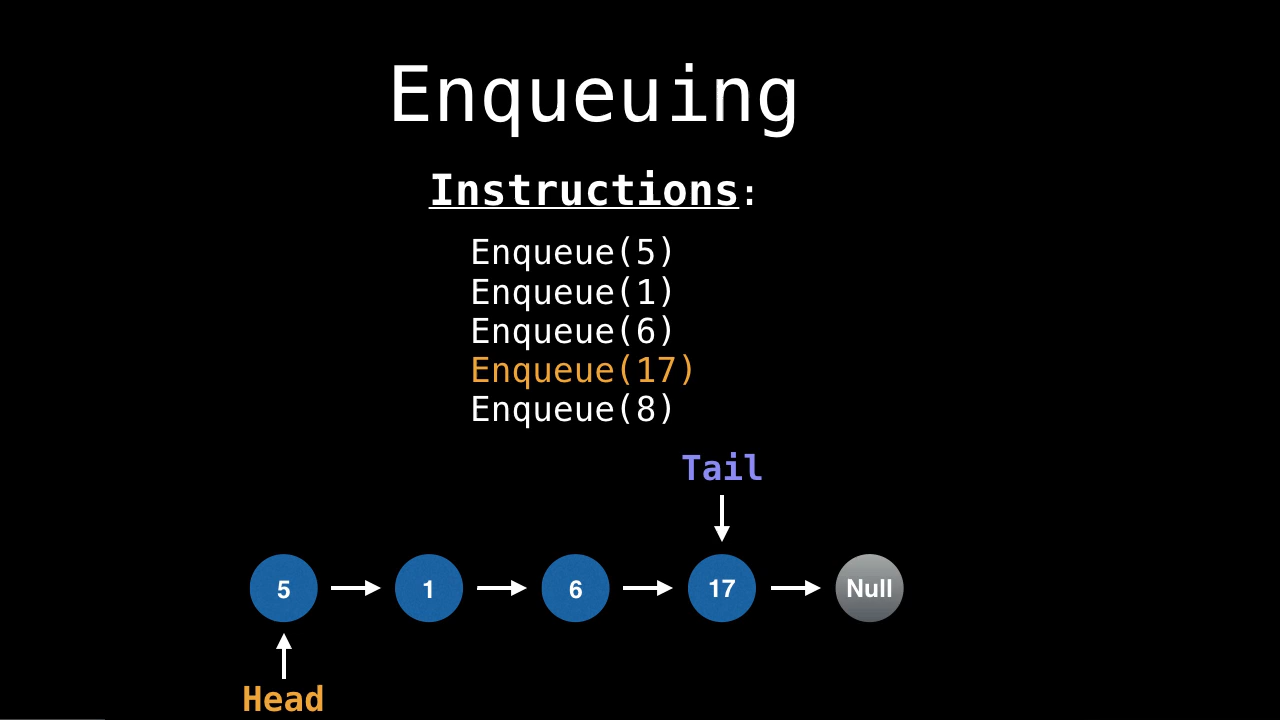 Enqueuing
Instructions:
Enqueue(5)
Enqueue(1)
Enqueue(6)
Enqueue(17)
Enqueue(8)
Tail
5 1 6 17 Null
Head